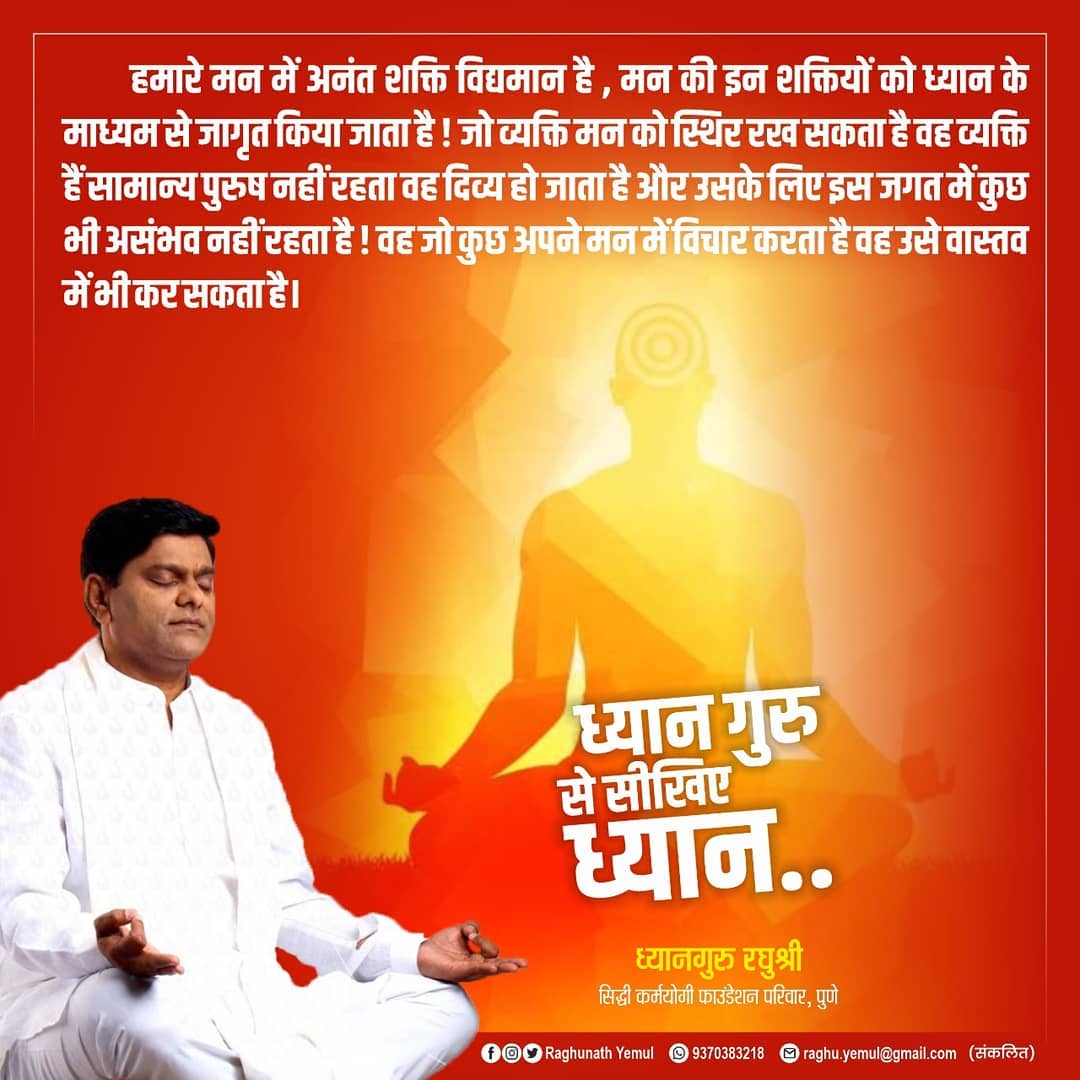 हमारे मन में अनंत शक्ति विद्यमान है , मन की इन शक्तियों को ध्यान के
माध्यम से जागृत किया जाता है ! जो व्यक्ति मन को स्थिर रख सकता है वह व्यक्ति
हैं सामान्य पुरुष नहीं रहता वह दिव्य हो जाता है और उसके लिए इस जगत में कुछ
भी असंभव नहीं रहता है ! वह जो कुछ अपने मन में विचार करता है वह उसे वास्तव
में भी कर सकता है।
ध्यान गुरु
से सीखिए
ध्यान..
ध्यानगुरु रघुश्री
सिद्धी कर्मयोगी फाउंडेशन परिवार, पुणे
Raghunath Yemul 9370383218 raghu.yemul@gmail.com (संकलित)